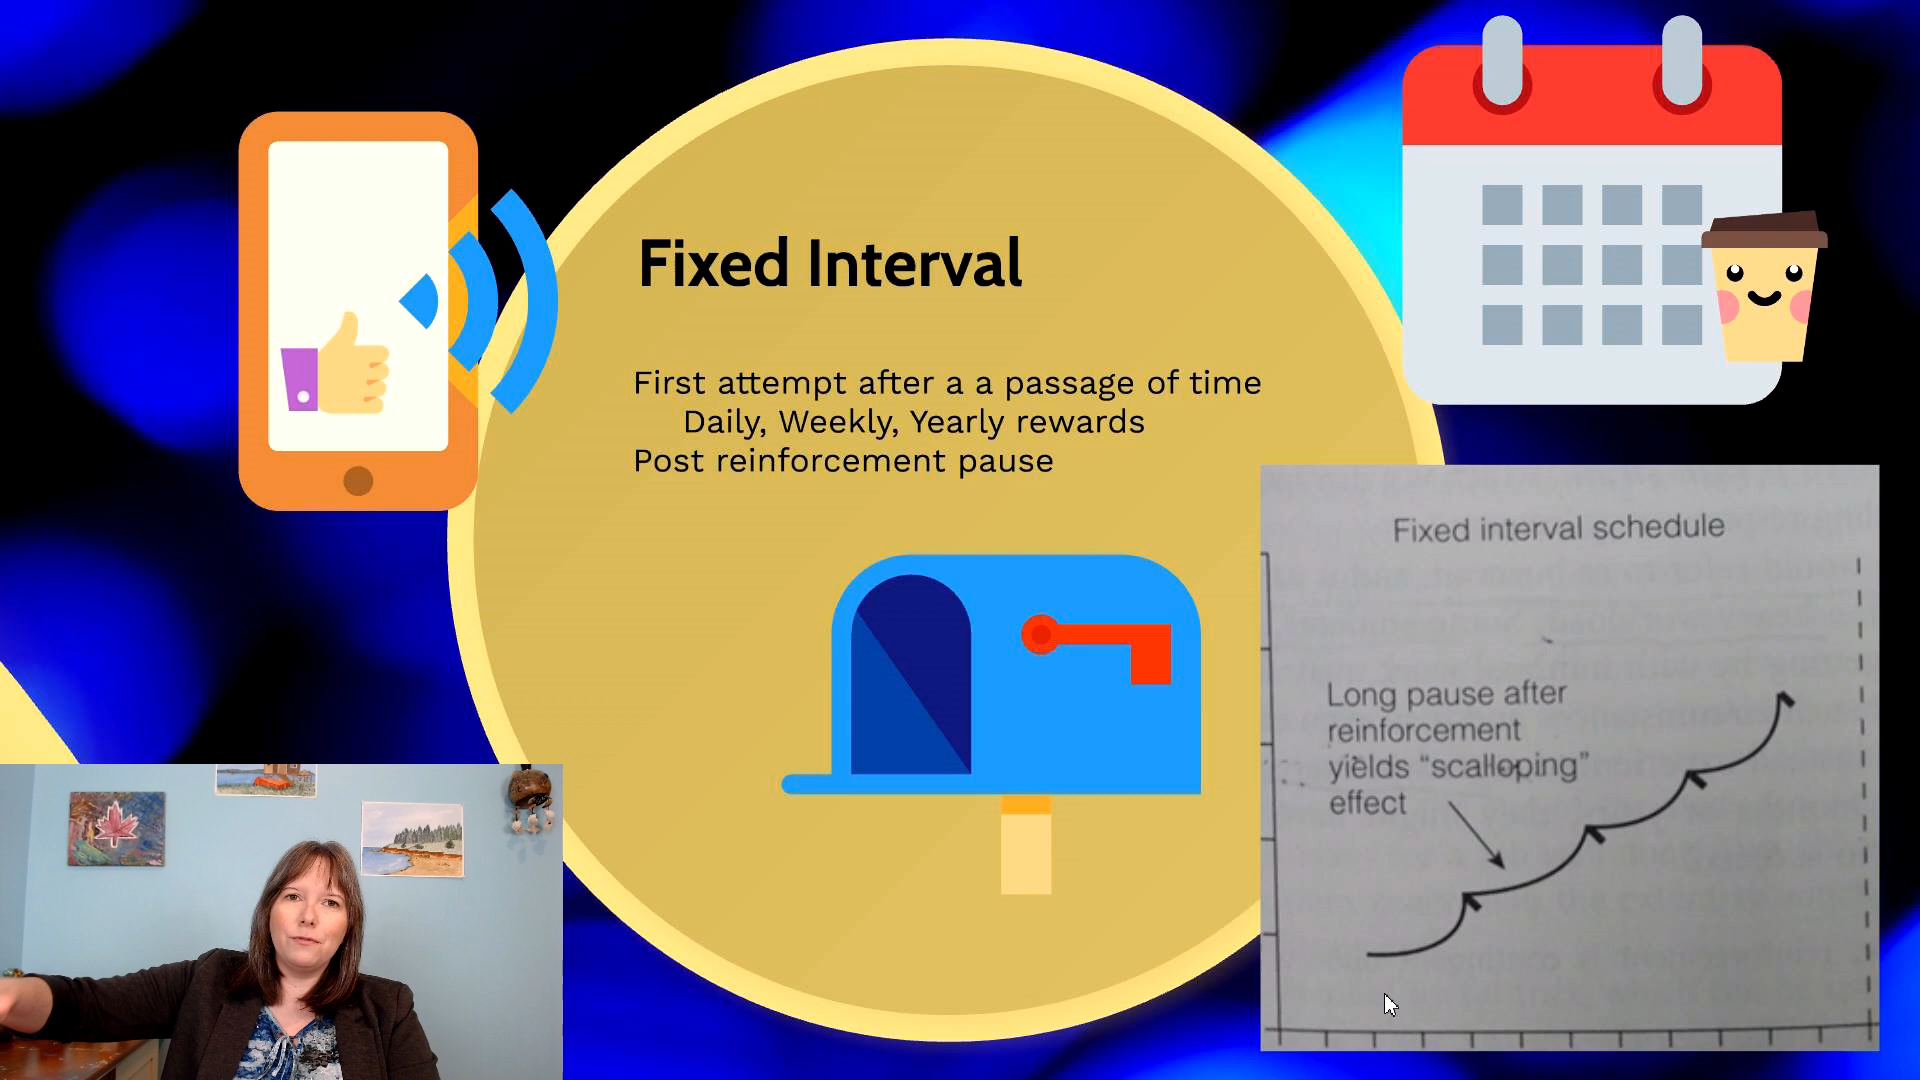 Fixed Interval
First attempt after a a passage of time
Daily, Weekly, Yearly rewards
Post reinforcement pause
Fixed interval schedule
Long pause after
reinforcement
yields “scalloping”
effect